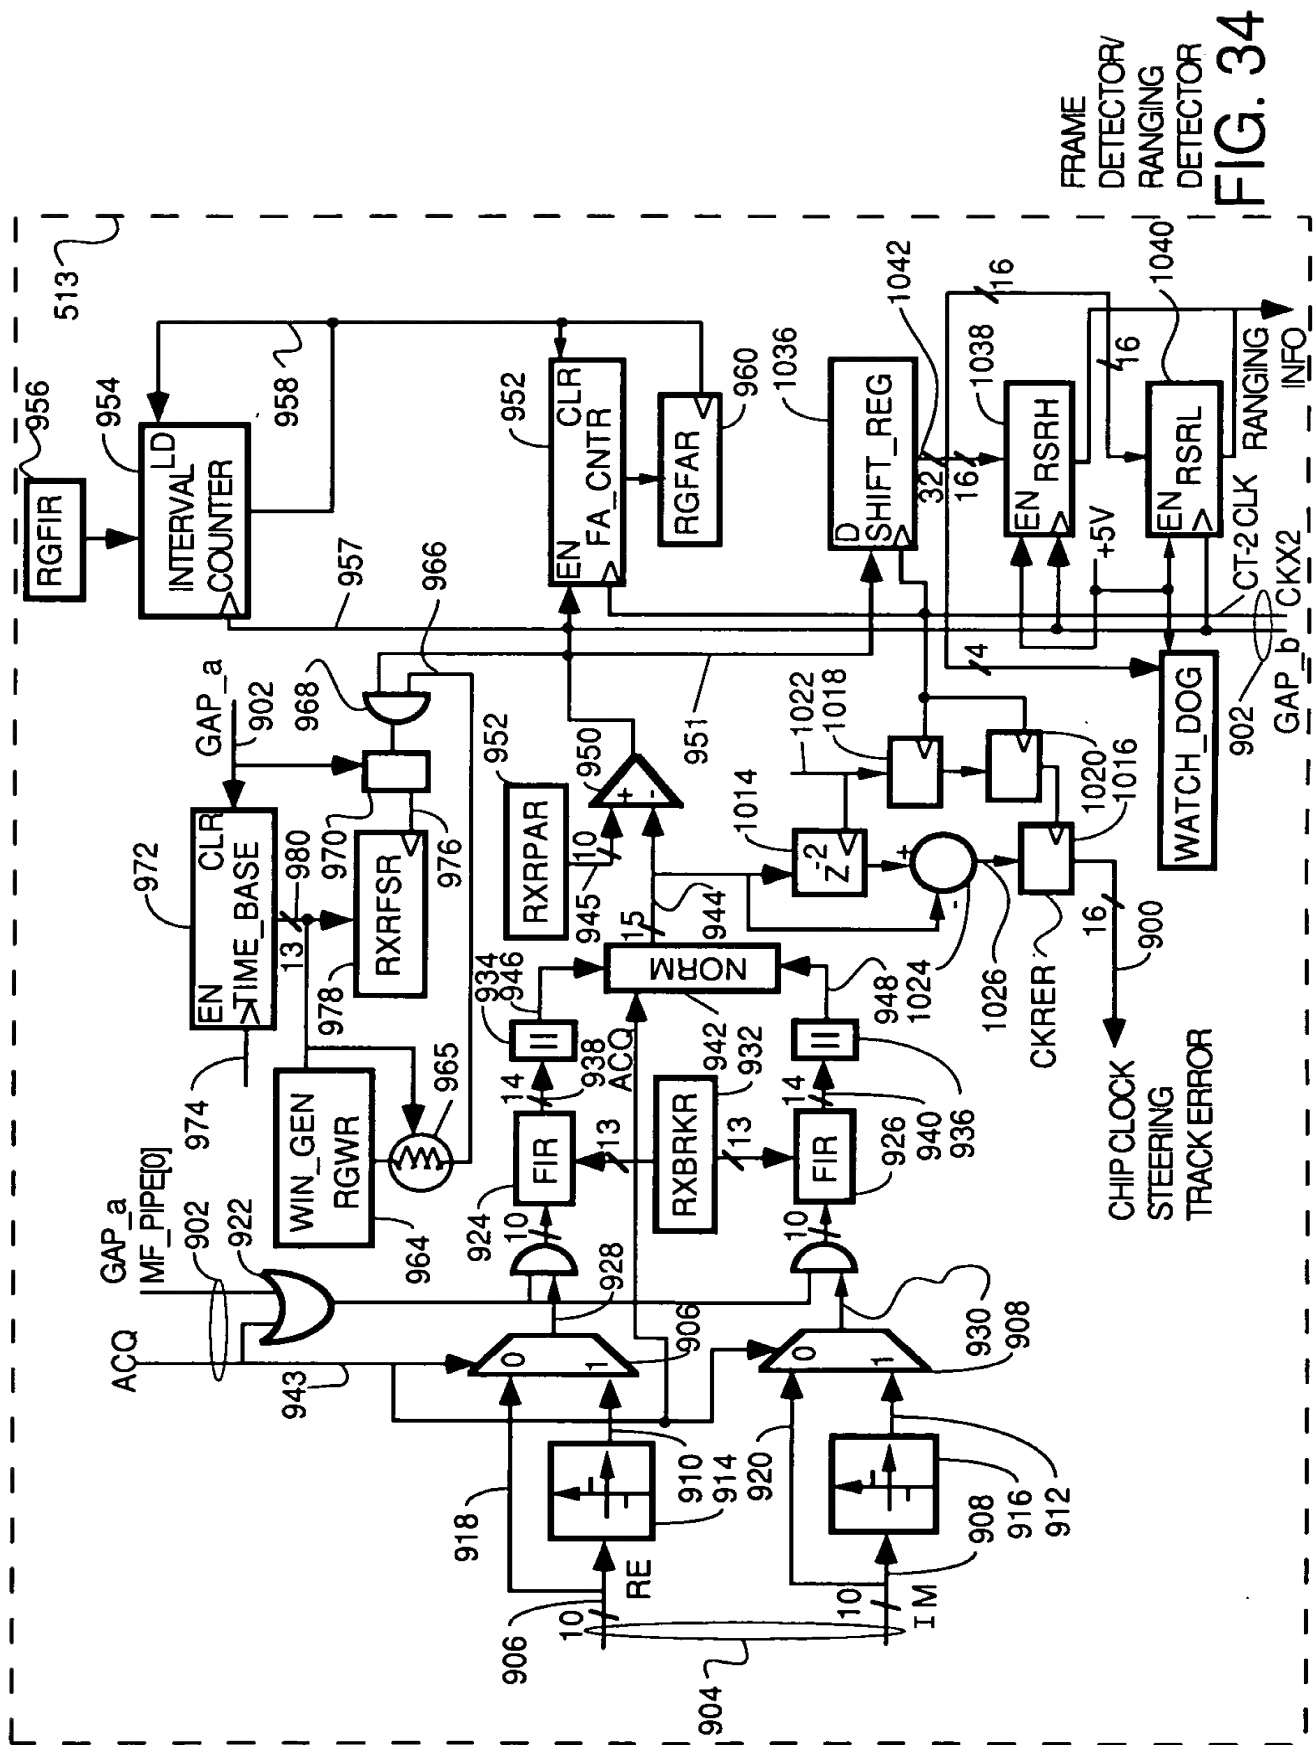 FRAME
DETECTOR/
RANGING
DETECTOR
FIG. 34
513
956
RGFIR
954
LD
INTERVAL
COUNTER
958
957
966
GAP_a
902
968
972
CLR
EN
TIME_BASE
980
13
970
976
978
RXRFSR
974
WIN_GEN
RGWR
964
965
GAP_a
MF_PIPE[0]
902
922
ACQ
943
952
CLR
EN
FA_CNTR
960
RGFAR
952
RXRPAR
950
+
-
10
945
951
15
944
934
946
NORM
948
942
ACQ
938
14
FIR
924
10
13
RXBRKR
932
13
14
FIR
926
940
936
10
928
906
0
1
930
908
0
1
918
910
914
920
906
10
RE
904
908
916
912
10
IM
1036
D
SHIFT_REG
1042
32
16
16
1038
EN
RSRH
16
1040
EN
RSRL
+5V
RANGING
INFO
CT-2 CLK
CKX2
GAP_b
902
4
WATCH_DOG
1022
1018
1014
Z-2
+
-
1024
1026
1020
1016
CKRER
16
900
CHIP CLOCK
STEERING
TRACK ERROR